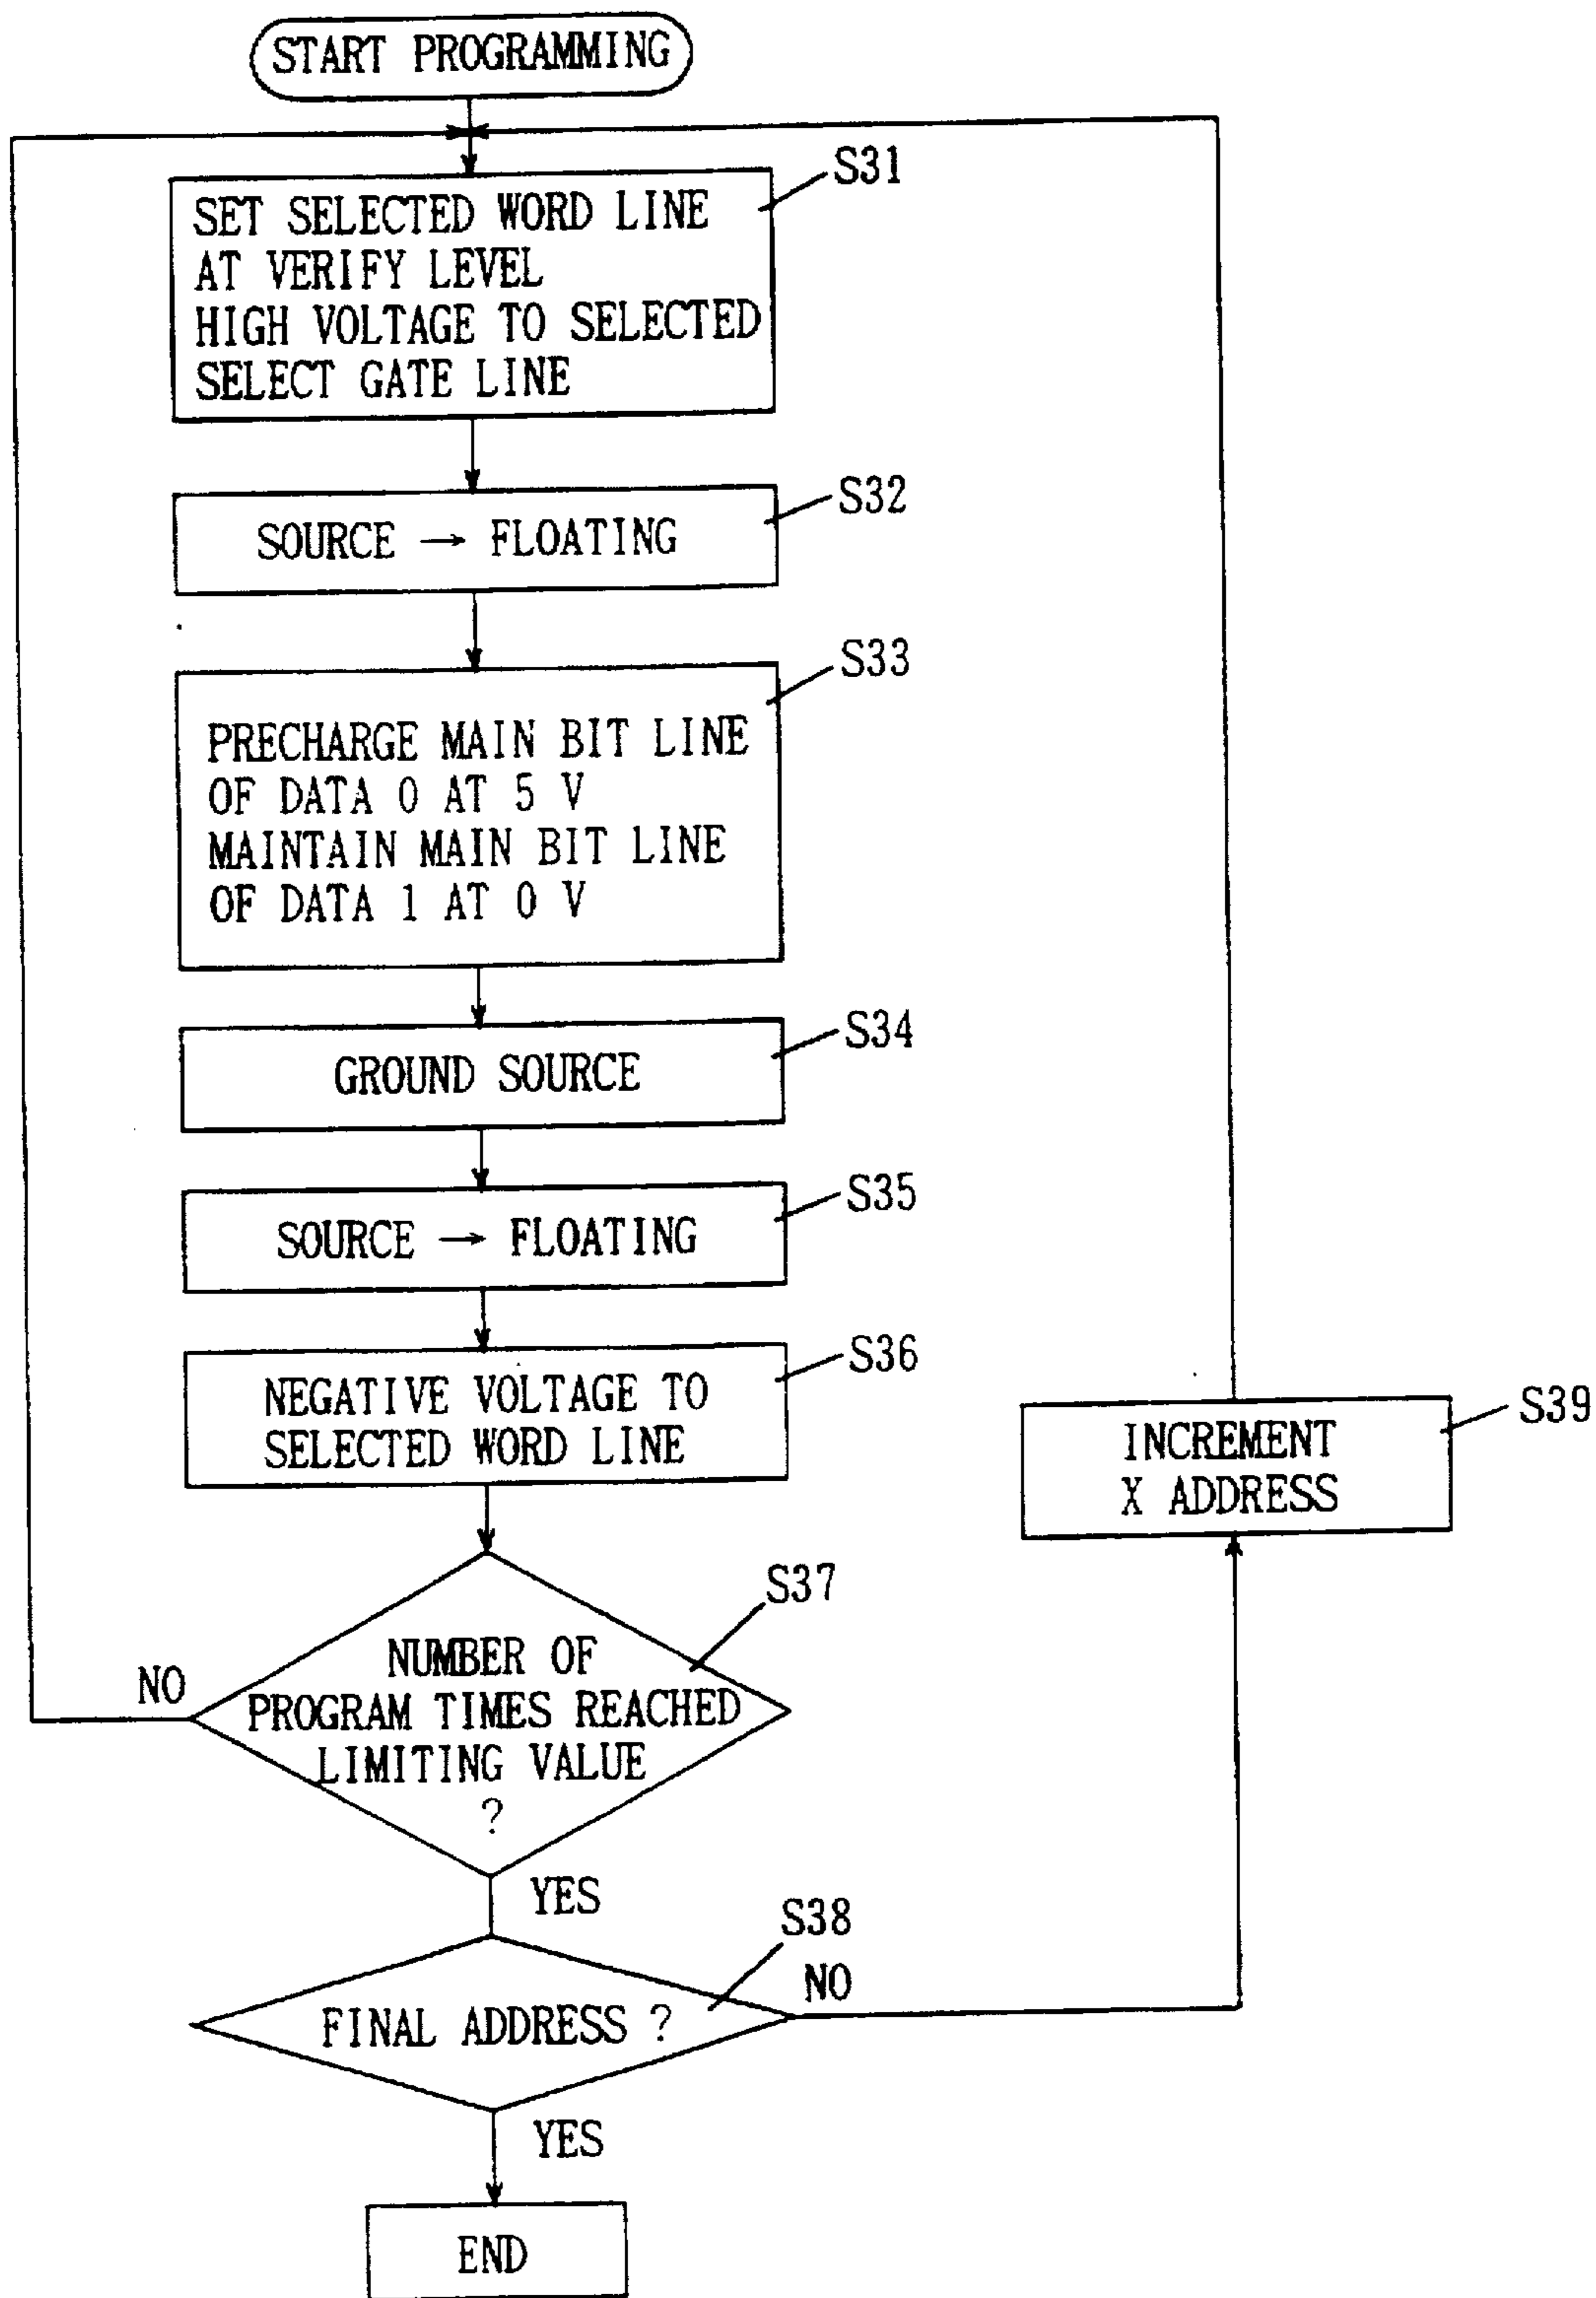 START PROGRAMMING
S31
SET SELECTED WORD LINE
AT VERIFY LEVEL
HIGH VOLTAGE TO SELECTED
SELECT GATE LINE
S32
SOURCE → FLOATING
S33
PRECHARGE MAIN BIT LINE
OF DATA 0 AT 5 V
MAINTAIN MAIN BIT LINE
OF DATA 1 AT 0 V
S34
GROUND SOURCE
S35
SOURCE → FLOATING
S36
NEGATIVE VOLTAGE TO
SELECTED WORD LINE
S39
INCREMENT
X ADDRESS
S37
NUMBER OF
PROGRAM TIMES REACHED
LIMITING VALUE
?
NO
YES
S38
FINAL ADDRESS ?
NO
YES
END